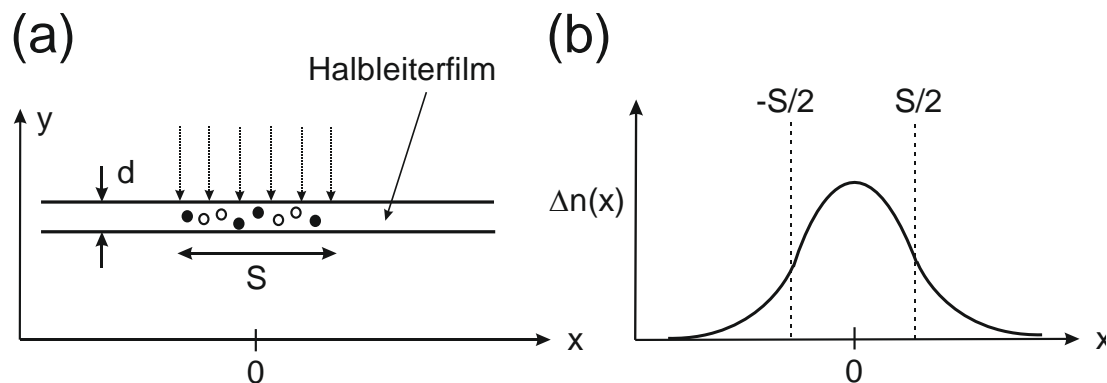 (a)
Halbleiterfilm
y
d
S
x
0
(b)
-S/2
S/2
Δn(x)
x
0